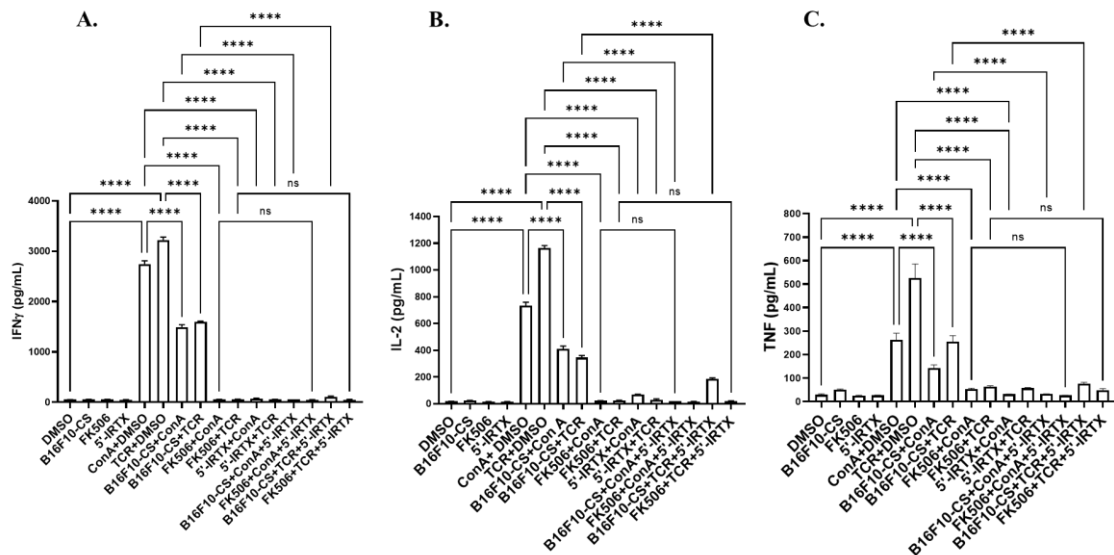 A.
****
****
****
****
****
****
ns
**** ****
ns
**** ****
IFNγ (pg/mL)
4000
3000
2000
1000
0
DMSO
B16F10-CS
FK506
5'-IRTX
ConA+DMSO
TCR+DMSO
B16F10-CS+ConA
B16F10-CS+TCR
FK506+ConA
FK506+TCR
5'-IRTX+ConA
5'-IRTX+TCR
B16F10-CS+ConA+5'-IRTX
FK506+ConA+5'-IRTX
B16F10-CS+TCR+5'-IRTX
FK506+TCR+5'-IRTX
B.
****
****
****
****
****
****
ns
**** ****
ns
**** ****
IL-2 (pg/mL)
1400
1200
1000
800
600
400
200
0
DMSO
B16F10-CS
FK506
5'-IRTX
ConA+ DMSO
TCR+DMSO
B16F10-CS+Con A
B16F10-CS+TCR
FK506+ConA
FK506+TCR
5'-IRTX+ConA
5'-IRTX+TCR
B16F10-CS+ConA+5'-IRTX
FK506+ConA+5'-IRTX
B16F10-CS+TCR+5'-IRTX
FK506+TCR+5'-IRTX
C.
****
****
****
****
****
****
ns
**** ****
ns
**** ****
TNF (pg/mL)
800
700
600
500
400
300
200
100
0
DMSO
B16F10-CS
FK506
5'-IRTX
ConA+DMSO
TCR+DMSO
B16F10-CS+ConA
B16F10-CS+TCR
FK506+ConA
FK506+TCR
5'-IRTX+ConA
5'-IRTX+TCR
B16F10-CS+ConA+5'-IRTX
FK506+ConA+5'-IRTX
B16F10-CS+TCR+5'-IRTX
FK506+TCR+5'-IRTX